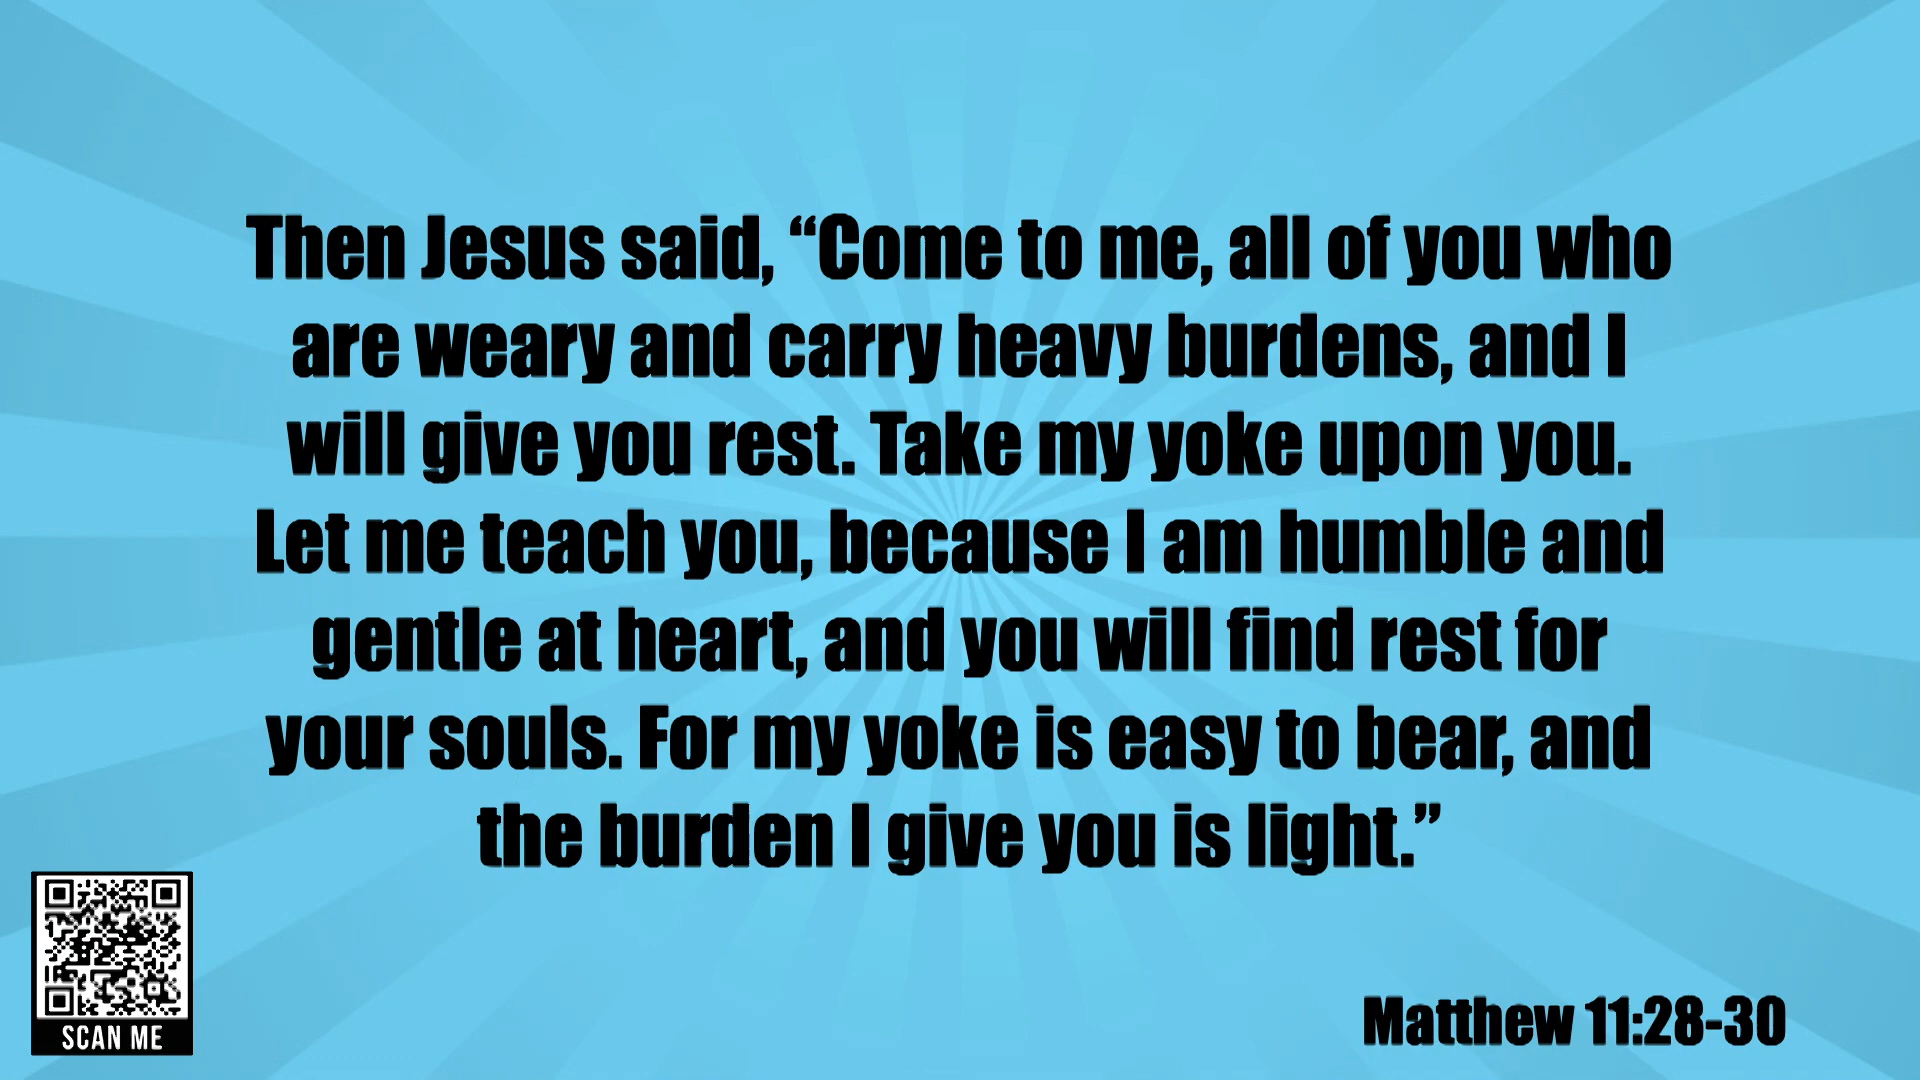 Then Jesus said, “Come to me, all of you who
are weary and carry heavy burdens, and I
will give you rest. Take my yoke upon you.
Let me teach you, because I am humble and
gentle at heart, and you will find rest for
your souls. For my yoke is easy to bear, and
the burden I give you is light.”
SCAN ME
Matthew 11:28-30